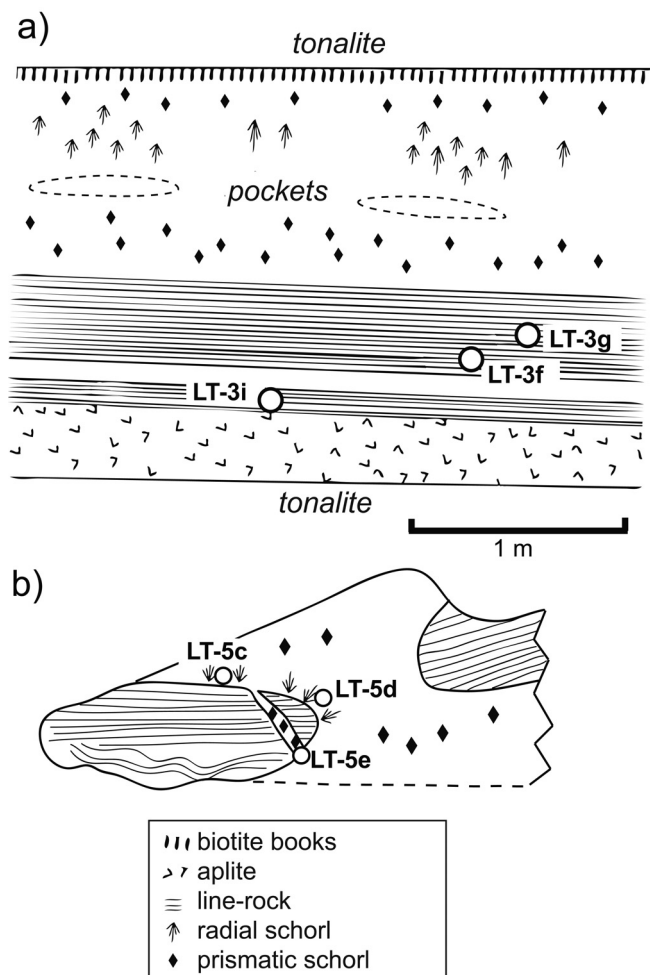 a)
tonalite
pockets
LT-3g
LT-3f
LT-3i
tonalite
1 m
b)
LT-5c
LT-5d
LT-5e
biotite books
aplite
line-rock
radial schorl
prismatic schorl